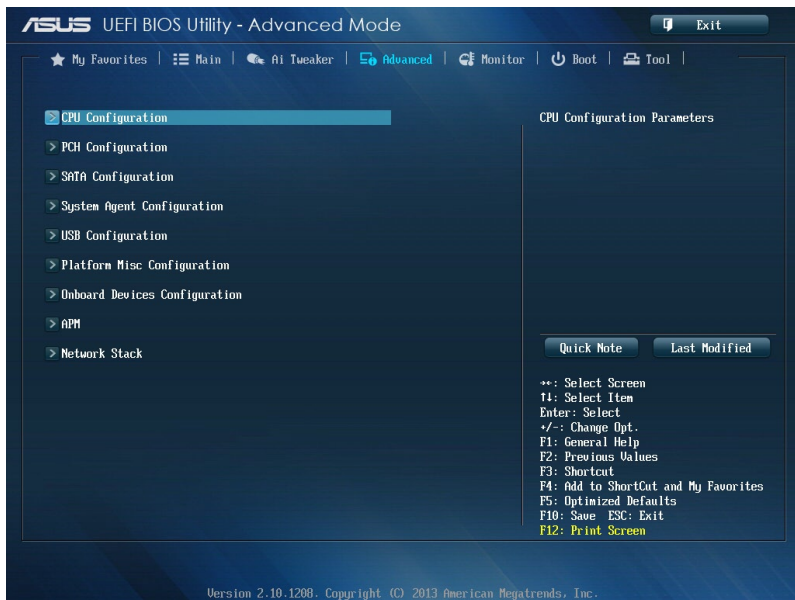 ASUS UEFI BIOS Utility - Advanced Mode
Exit
My Favorites | Main | Ai Tweaker | Advanced | Monitor | Boot | Tool |
> CPU Configuration
> PCH Configuration
> SATA Configuration
> System Agent Configuration
> USB Configuration
> Platform Misc Configuration
> Onboard Devices Configuration
> APM
> Network Stack
CPU Configuration Parameters
Quick Note
Last Modified
→←: Select Screen
↑↓: Select Item
Enter: Select
+/-: Change Opt.
F1: General Help
F2: Previous Values
F3: Shortcut
F4: Add to ShortCut and My Favorites
F5: Optimized Defaults
F10: Save ESC: Exit
F12: Print Screen
Version 2.10.1208. Copyright (C) 2013 American Megatrends, Inc.